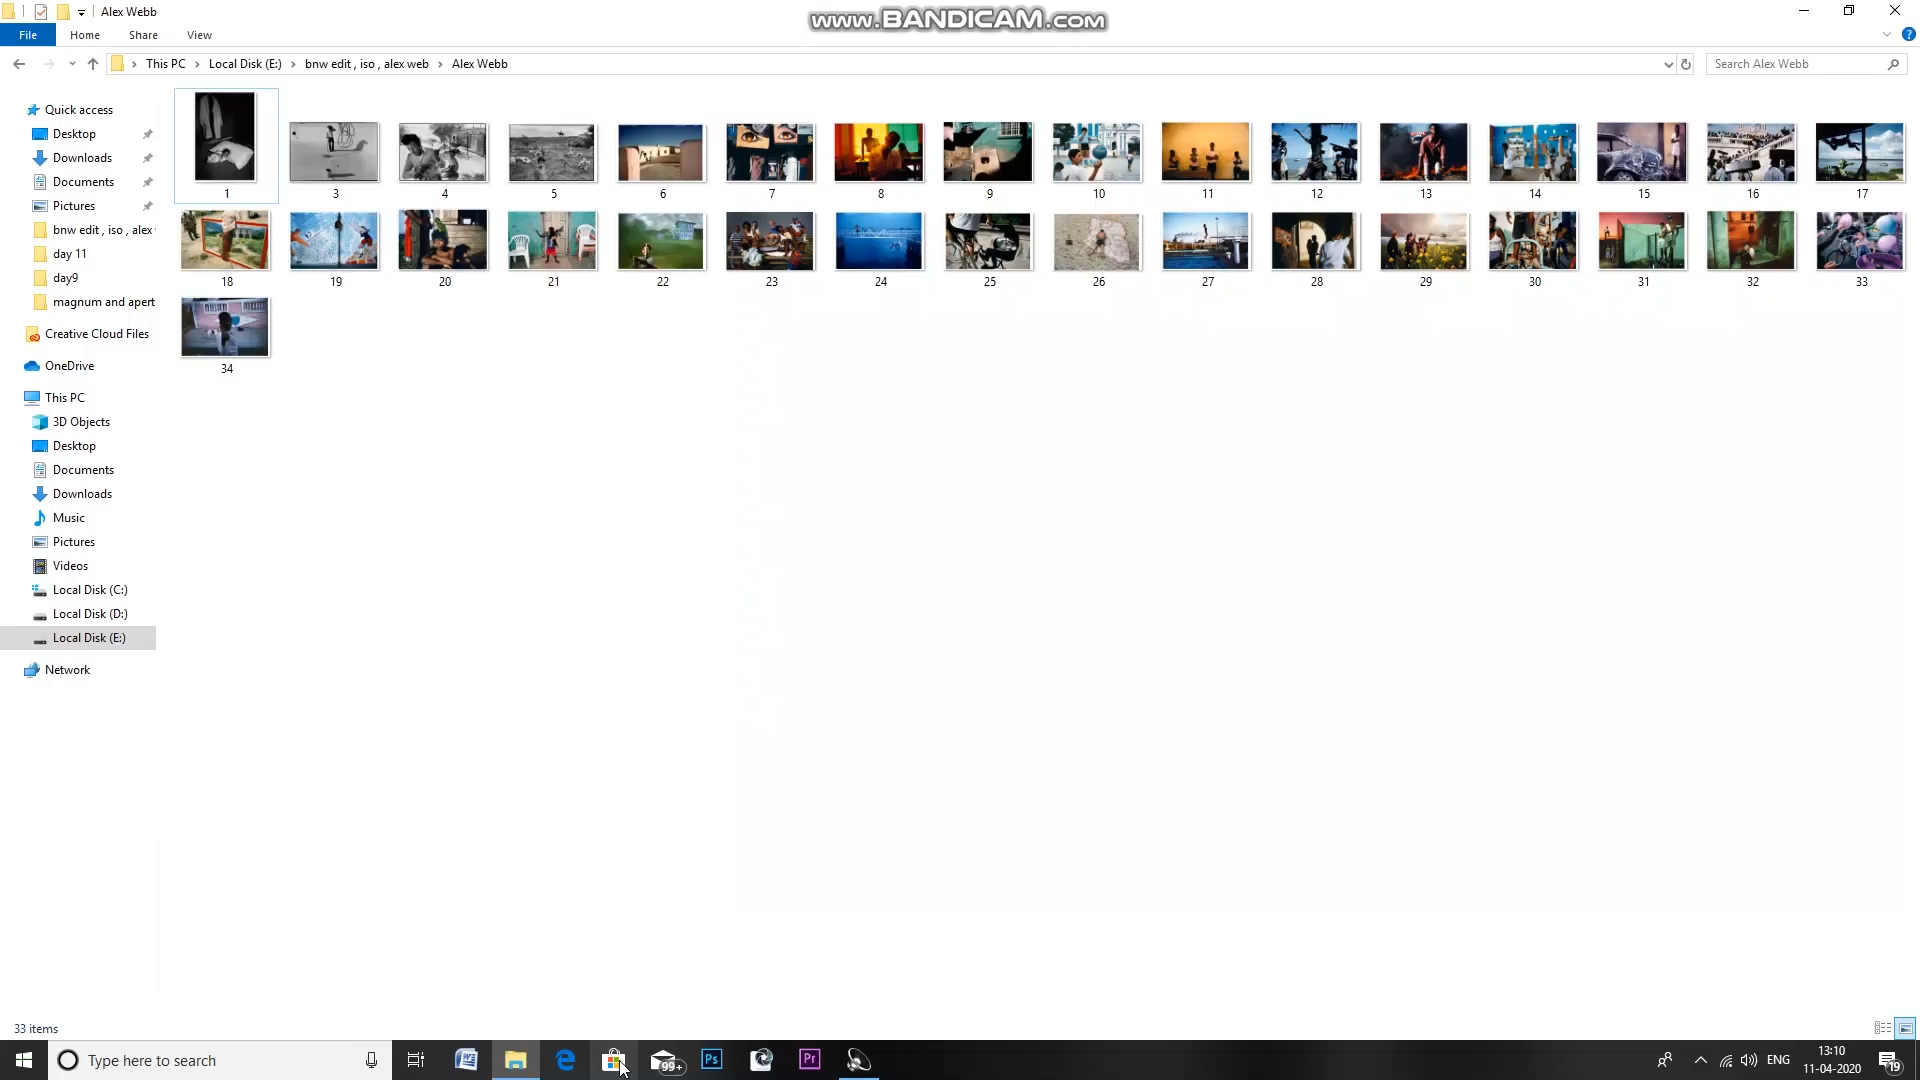 Alex Webb
www.BANDICAM.com
File Home Share View
This PC Local Disk (E:) bnw edit , iso , alex web Alex Webb
Search Alex Webb
Quick access
Desktop
Downloads
Documents
Pictures
bnw edit , iso , alex
day 11
day9
magnum and apert
Creative Cloud Files
OneDrive
This PC
3D Objects
Desktop
Documents
Downloads
Music
Pictures
Videos
Local Disk (C:)
Local Disk (D:)
Local Disk (E:)
Network
1 3 4 5 6 7 8 9 10 11 12 13 14 15 16 17
18 19 20 21 22 23 24 25 26 27 28 29 30 31 32 33
34
33 items
Type here to search
99+
Ps
Pr
ENG
13:10
11-04-2020
19